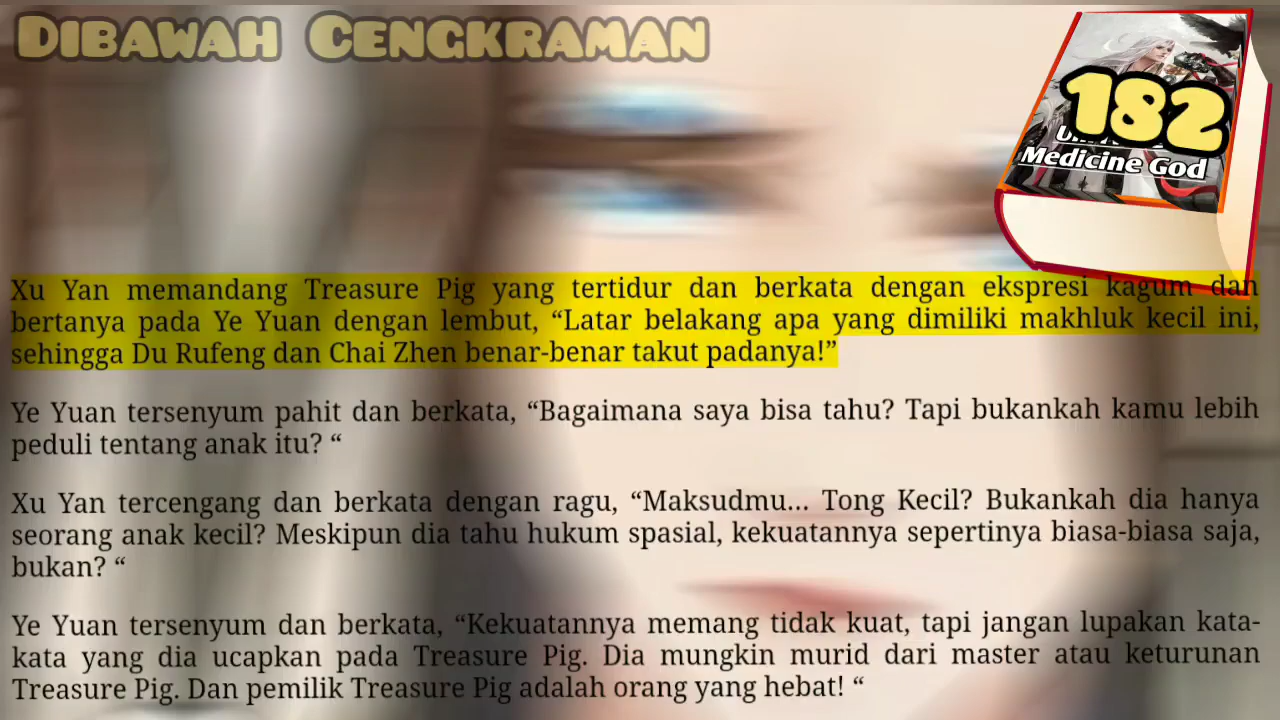 DIBAWAH CENGKRAMAN
182
Medicine God
Xu Yan memandang Treasure Pig yang tertidur dan berkata dengan ekspresi kagum dan
bertanya pada Ye Yuan dengan lembut, “Latar belakang apa yang dimiliki makhluk kecil ini,
sehingga Du Rufeng dan Chai Zhen benar-benar takut padanya!”
Ye Yuan tersenyum pahit dan berkata, “Bagaimana saya bisa tahu? Tapi bukankah kamu lebih
peduli tentang anak itu? “
Xu Yan tercengang dan berkata dengan ragu, “Maksudmu... Tong Kecil? Bukankah dia hanya
seorang anak kecil? Meskipun dia tahu hukum spasial, kekuatannya sepertinya biasa-biasa saja,
bukan? “
Ye Yuan tersenyum dan berkata, “Kekuatannya memang tidak kuat, tapi jangan lupakan kata-
kata yang dia ucapkan pada Treasure Pig. Dia mungkin murid dari master atau keturunan
Treasure Pig. Dan pemilik Treasure Pig adalah orang yang hebat! “